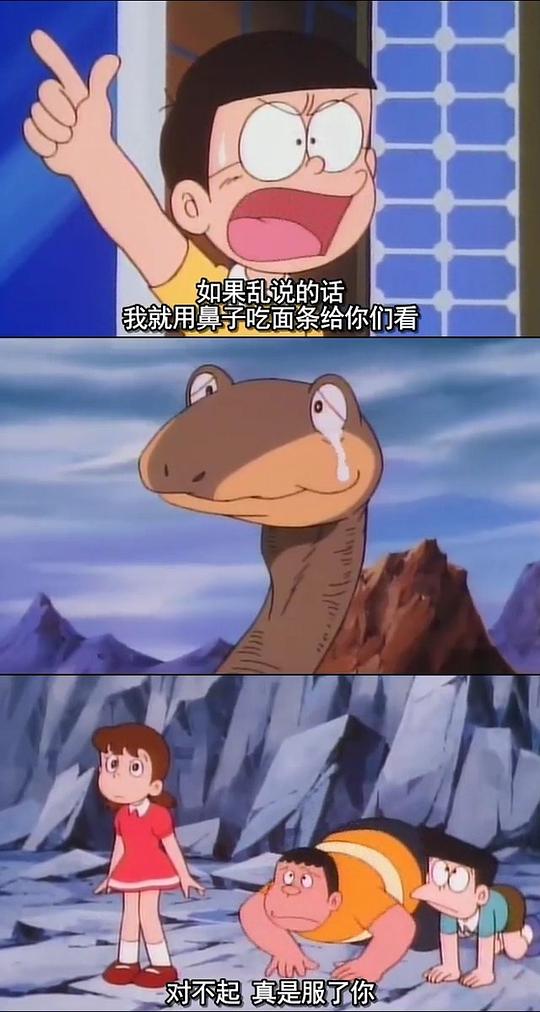 如果乱说的话
我就用鼻子吃面条给你们看
对不起 真是服了你